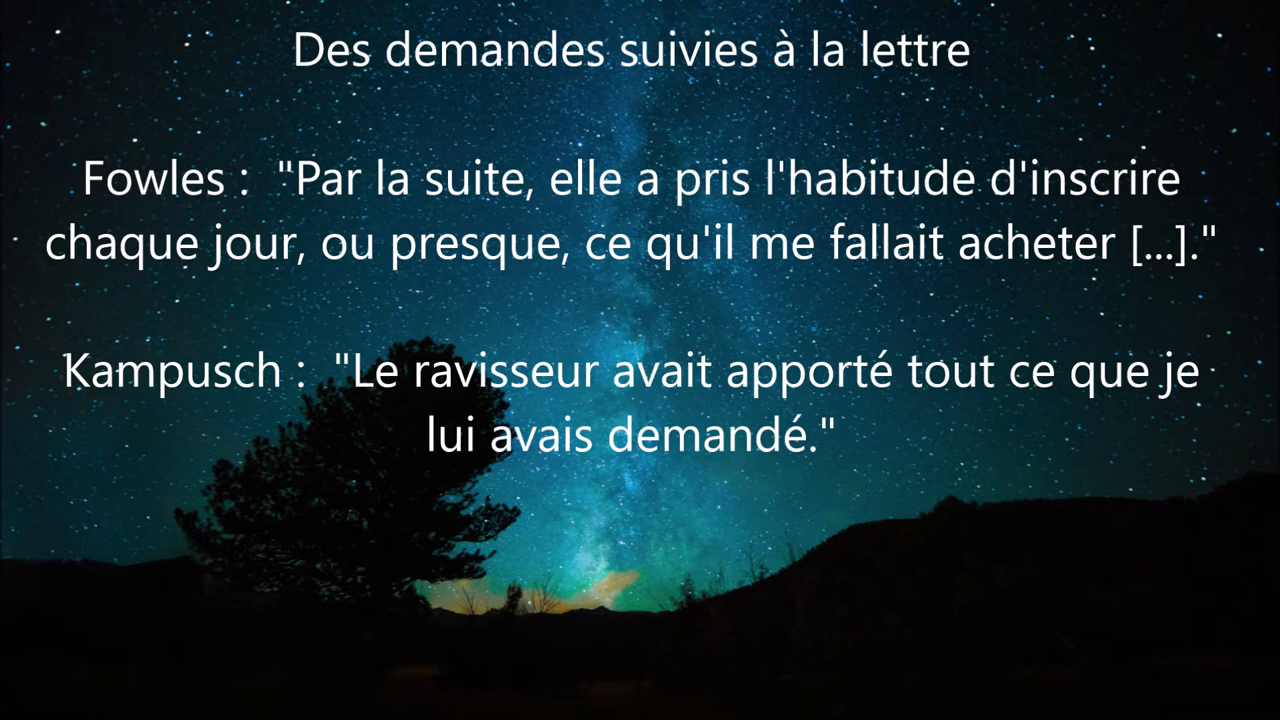 Des demandes suivies à la lettre
Fowles :  "Par la suite, elle a pris l'habitude d'inscrire
chaque jour, ou presque, ce qu'il me fallait acheter [...]."
Kampusch :  "Le ravisseur avait apporté tout ce que je
lui avais demandé."